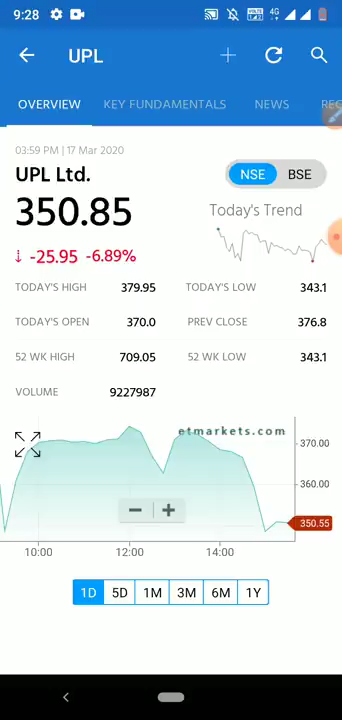 9:28 4G
UPL
OVERVIEW KEY FUNDAMENTALS NEWS
03:59 PM | 17 Mar 2020
UPL Ltd. NSE BSE
350.85 Today's Trend
-25.95 -6.89%
TODAY'S HIGH 379.95 TODAY'S LOW 343.1
TODAY'S OPEN 370.0 PREV CLOSE 376.8
52 WK HIGH 709.05 52 WK LOW 343.1
VOLUME 9227987
etmarkets.com
370.00
360.00
350.55
10:00 12:00 14:00
1D 5D 1M 3M 6M 1Y